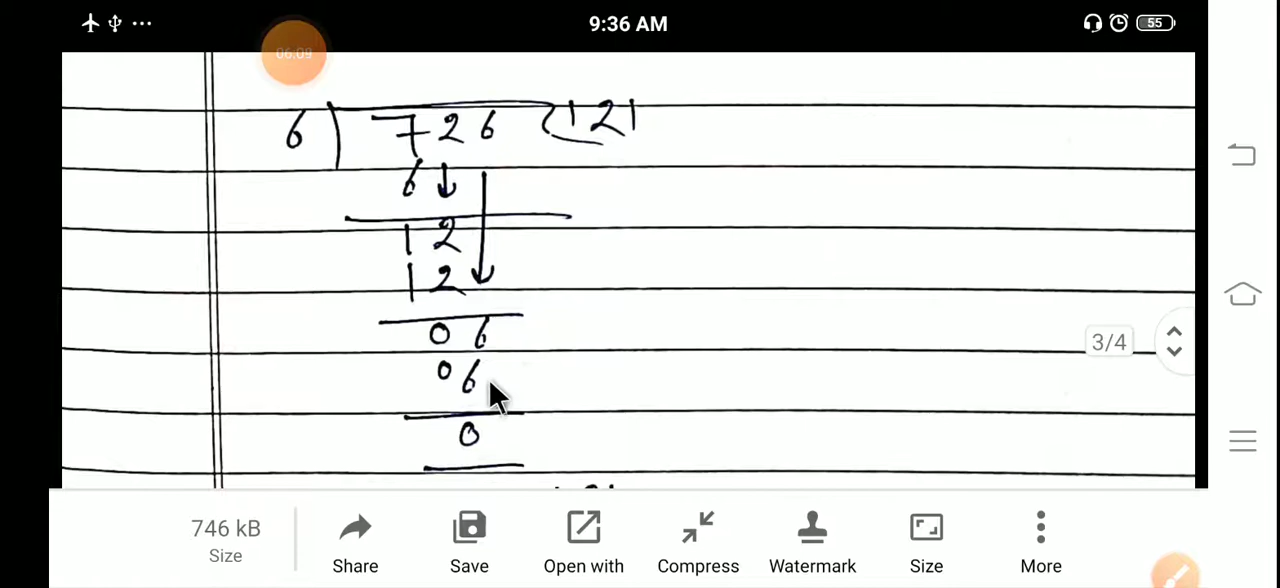 9:36 AM
55
06:09
6 ) 726 ( 121
6
12
12
06
06
0
3/4
746 kB
Size
Share
Save
Open with
Compress
Watermark
Size
More